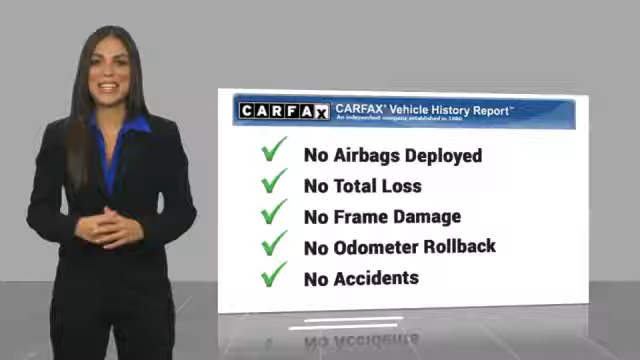 CARFAX CARFAX® Vehicle History Report™
An independent company established in 1986.
No Airbags Deployed
No Total Loss
No Frame Damage
No Odometer Rollback
No Accidents